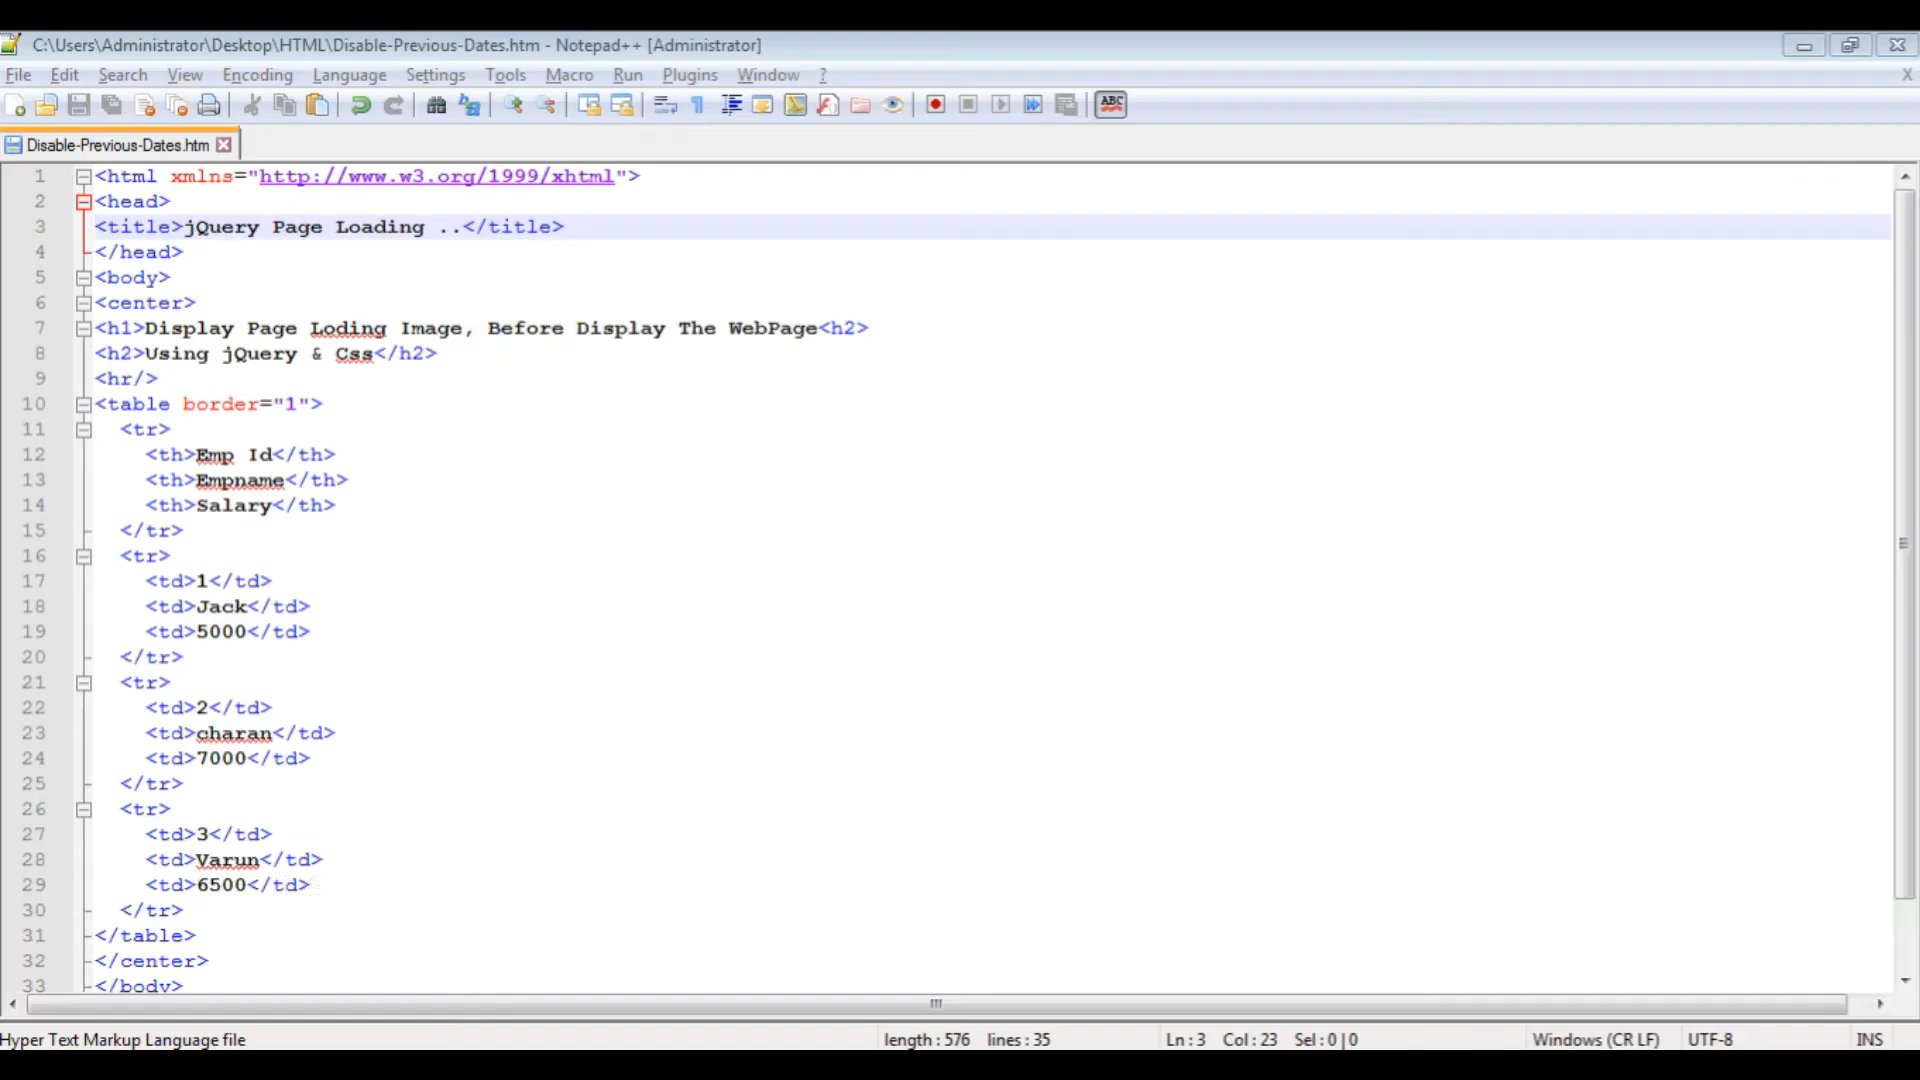 C:\Users\Administrator\Desktop\HTML\Disable-Previous-Dates.htm - Notepad++ [Administrator]
File Edit Search View Encoding Language Settings Tools Macro Run Plugins Window ? X
ABC
Disable-Previous-Dates.htm
1 <html xmlns="http://www.w3.org/1999/xhtml">
2 <head>
3 <title>jQuery Page Loading ..</title>
4 </head>
5 <body>
6 <center>
7 <h1>Display Page Loding Image, Before Display The WebPage<h2>
8 <h2>Using jQuery & Css</h2>
9 <hr/>
10 <table border="1">
11 <tr>
12 <th>Emp Id</th>
13 <th>Empname</th>
14 <th>Salary</th>
15 </tr>
16 <tr>
17 <td>1</td>
18 <td>Jack</td>
19 <td>5000</td>
20 </tr>
21 <tr>
22 <td>2</td>
23 <td>charan</td>
24 <td>7000</td>
25 </tr>
26 <tr>
27 <td>3</td>
28 <td>Varun</td>
29 <td>6500</td>
30 </tr>
31 </table>
32 </center>
33 </body>
Hyper Text Markup Language file length : 576 lines : 35 Ln : 3 Col : 23 Sel : 0 | 0 Windows (CR LF) UTF-8 INS